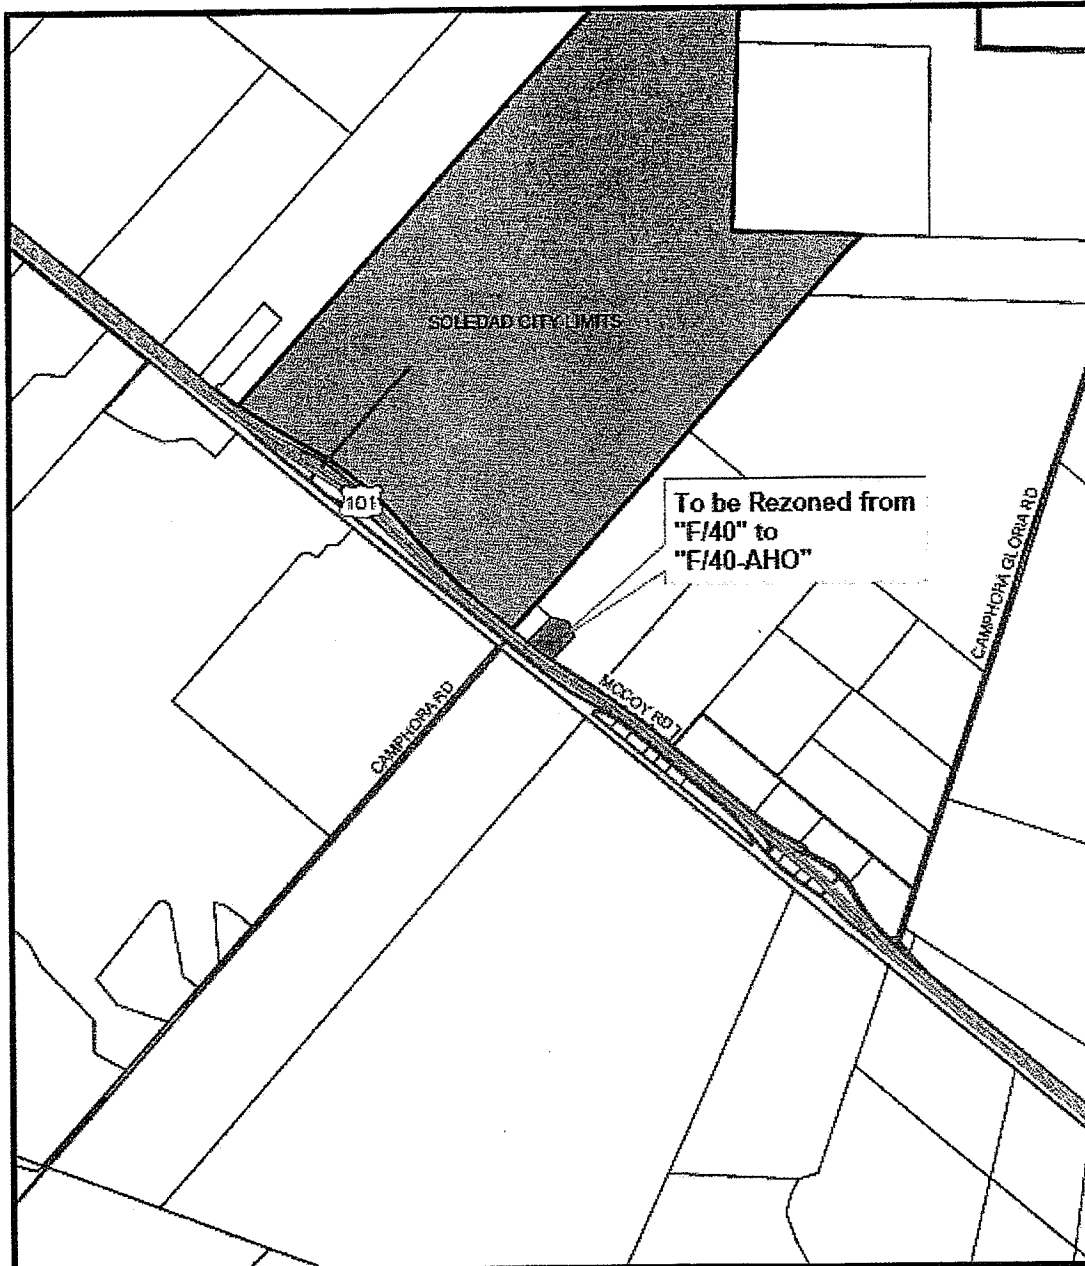 SOLEDAD CITY LIMITS
101
To be Rezoned from
"F/40" to
"F/40-AHO"
CAMPHORA GLORIA RD
MCCOY RD
CAMPHORA RD